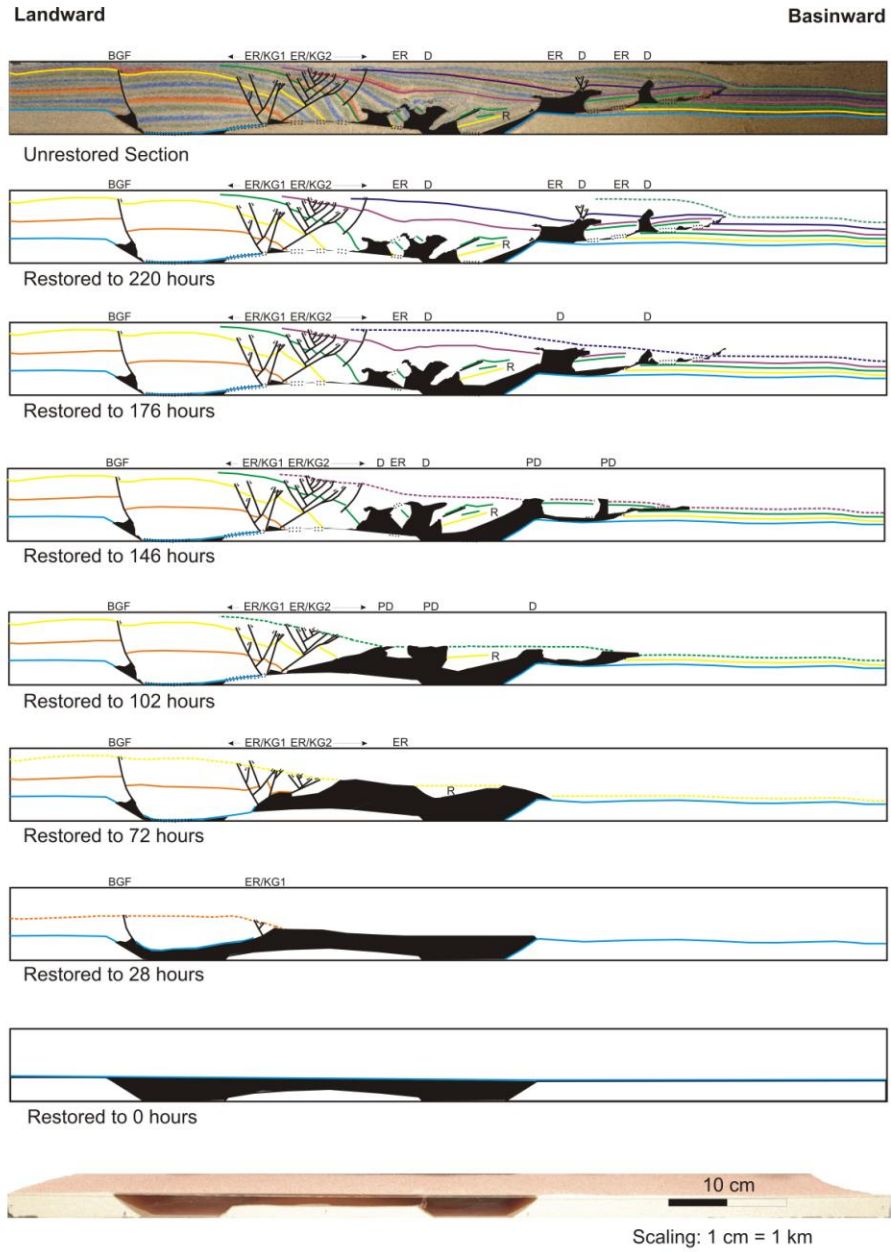 Landward Basinward
BGF ER/KG1 ER/KG2 ER D ER D ER D
R
Unrestored Section
BGF ER/KG1 ER/KG2 ER D ER D ER D
R
Restored to 220 hours
BGF ER/KG1 ER/KG2 ER D D D
R
Restored to 176 hours
BGF ER/KG1 ER/KG2 D ER D PD PD
R
Restored to 146 hours
BGF ER/KG1 ER/KG2 PD PD D
R
Restored to 102 hours
BGF ER/KG1 ER/KG2 ER
R
Restored to 72 hours
BGF ER/KG1
Restored to 28 hours
Restored to 0 hours
10 cm
Scaling: 1 cm = 1 km